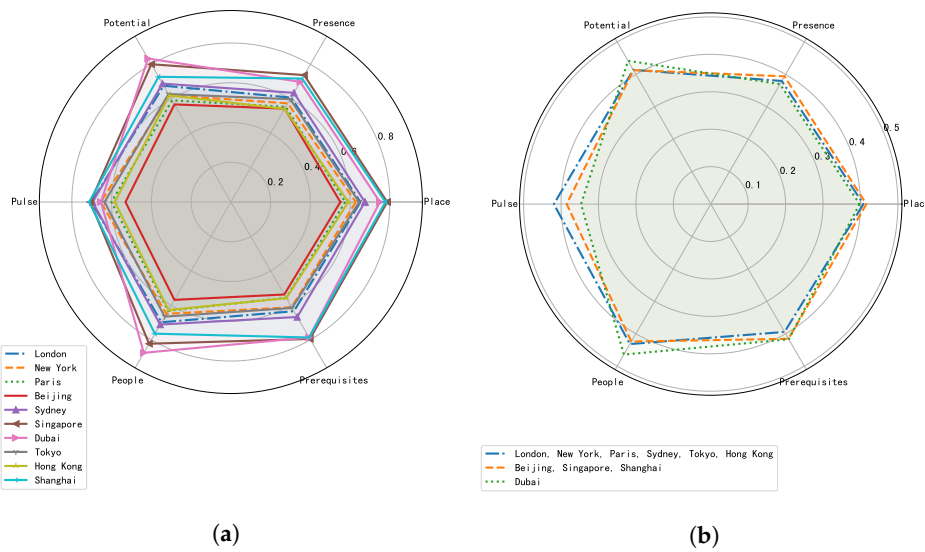 Potential
Presence
0.8
0.6
0.4
0.2
Pulse
Place
People
Prerequisites
London
New York
Paris
Beijing
Sydney
Singapore
Dubai
Tokyo
Hong Kong
Shanghai
(a)
Potential
Presence
0.5
0.4
0.3
0.2
0.1
Pulse
Plac
People
Prerequisites
London, New York, Paris, Sydney, Tokyo, Hong Kong
Beijing, Singapore, Shanghai
Dubai
(b)